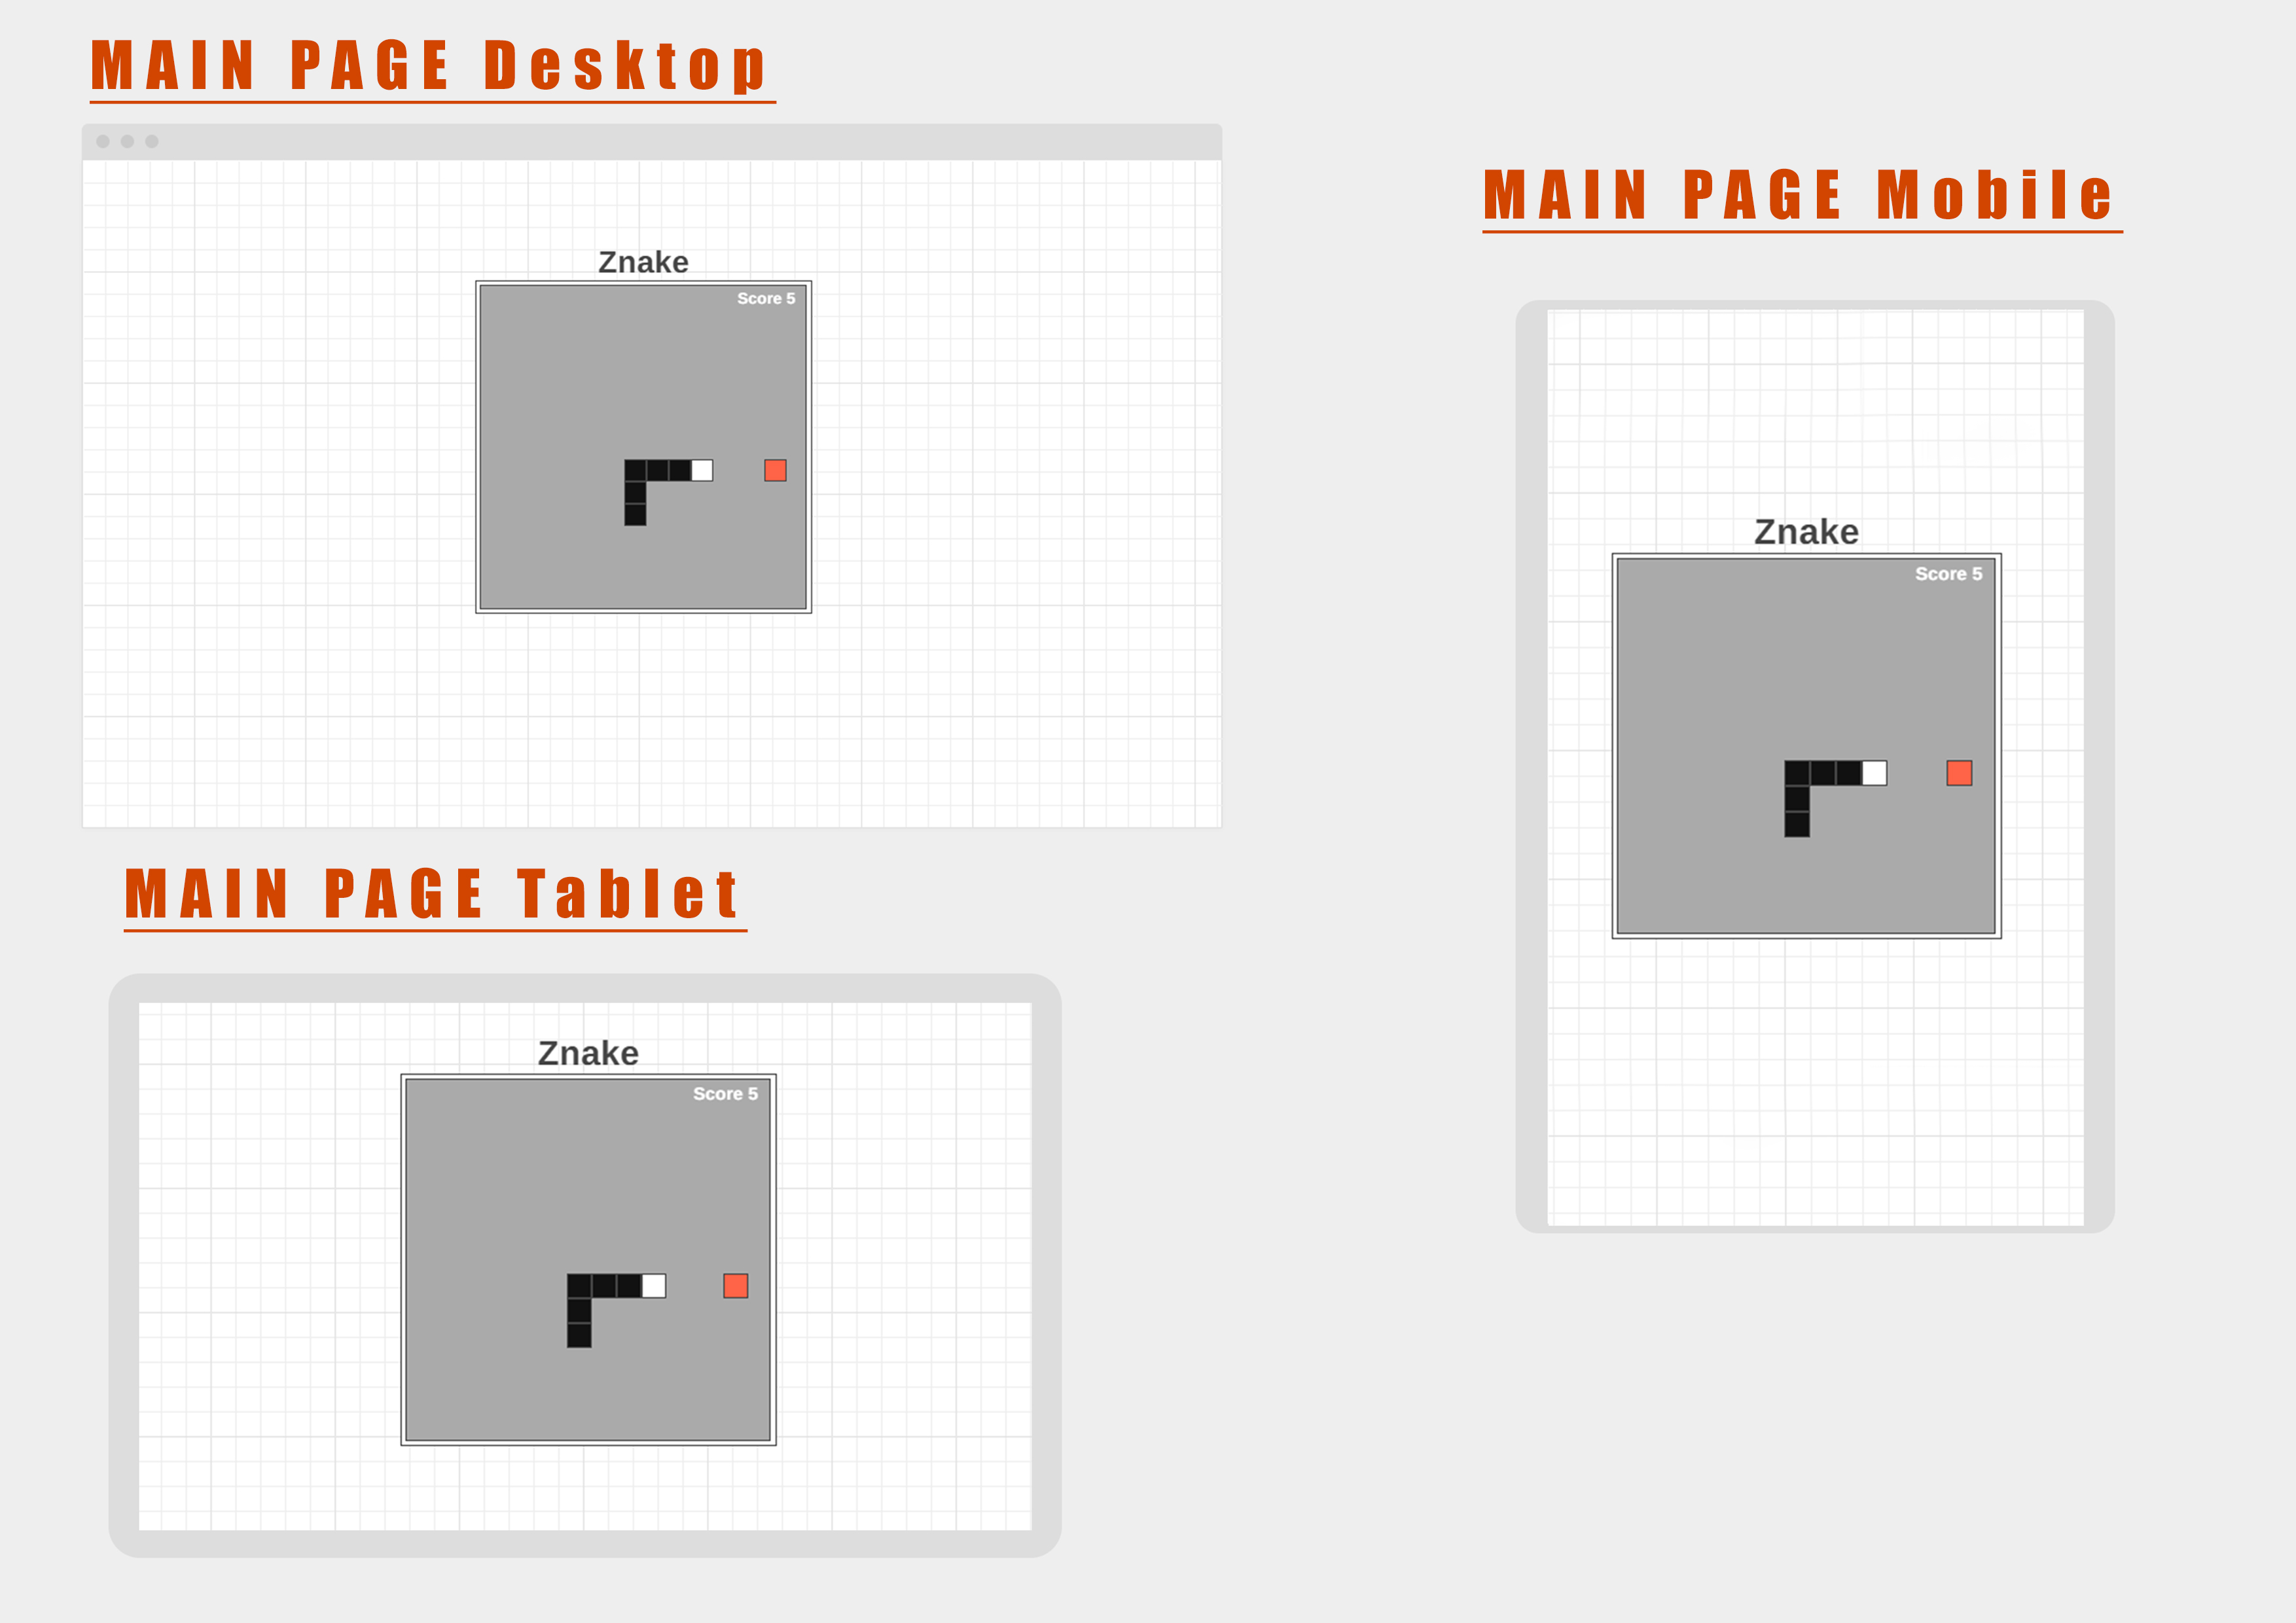 MAIN PAGE Desktop
Znake
Score 5
MAIN PAGE Mobile
Znake
Score 5
MAIN PAGE Tablet
Znake
Score 5